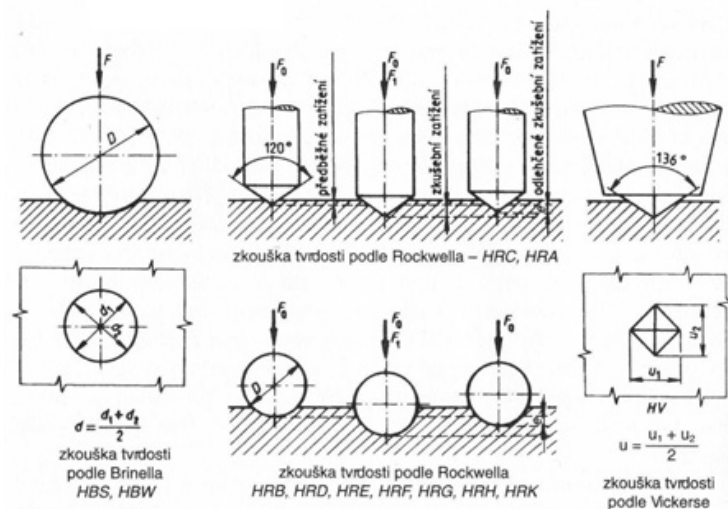 F
D
F₀
120°
předběžné zatížení
F₀
F₁
zkušební zatížení
F₀
odlehčené zkušební zatížení
F
136°
zkouška tvrdosti podle Rockwella – HRC, HRA
d₁
F₀
D
F₀
F₁
F₀
u₂
u₁
HV
d = d₁ + d₂ / 2
zkouška tvrdosti
podle Brinella
HBS, HBW
zkouška tvrdosti podle Rockwella
HRB, HRD, HRE, HRF, HRG, HRH, HRK
u = u₁ + u₂ / 2
zkouška tvrdosti
podle Vickerse